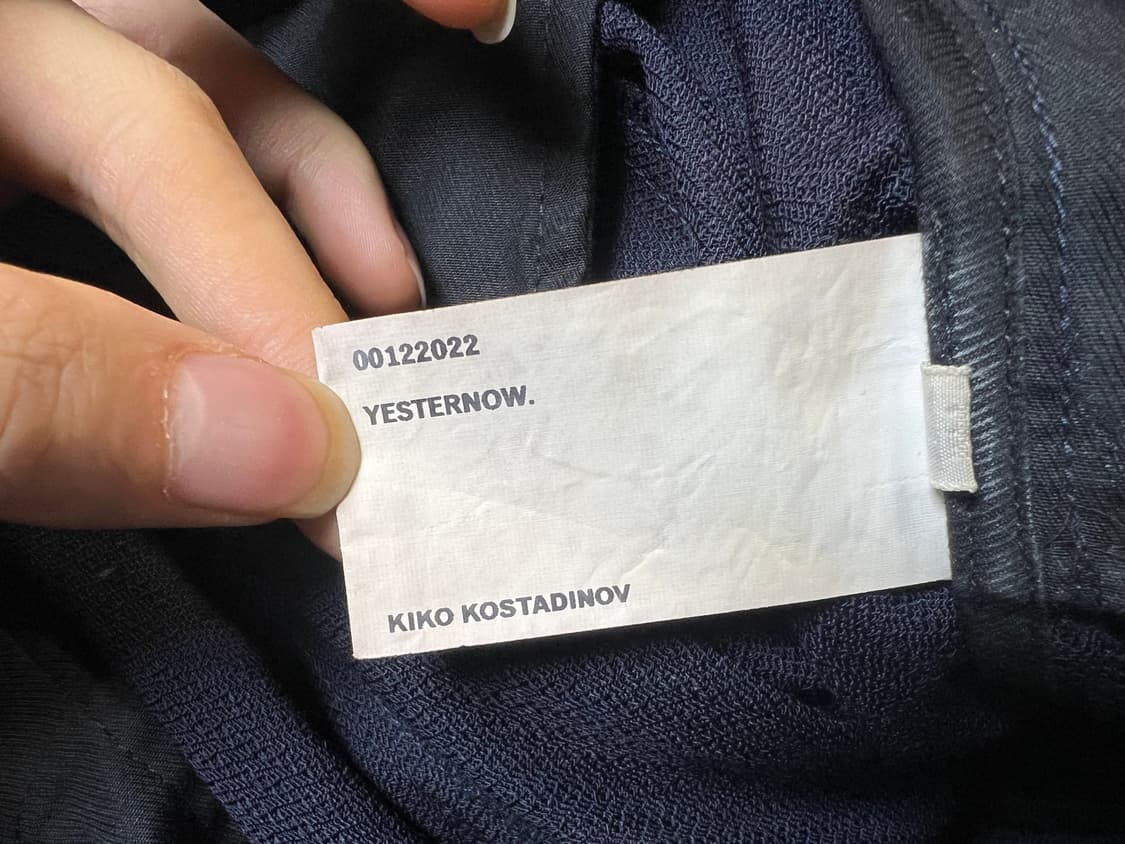 00122022
YESTERNOW.
KIKO KOSTADINOV